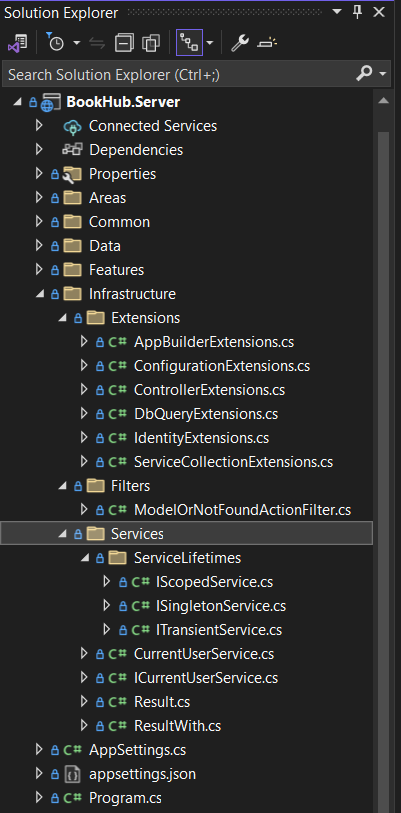 Solution Explorer
Search Solution Explorer (Ctrl+;)
BookHub.Server
Connected Services
Dependencies
Properties
Areas
Common
Data
Features
Infrastructure
Extensions
C# AppBuilderExtensions.cs
C# ConfigurationExtensions.cs
C# ControllerExtensions.cs
C# DbQueryExtensions.cs
C# IdentityExtensions.cs
C# ServiceCollectionExtensions.cs
Filters
C# ModelOrNotFoundActionFilter.cs
Services
ServiceLifetimes
C# IScopedService.cs
C# ISingletonService.cs
C# ITransientService.cs
C# CurrentUserService.cs
C# ICurrentUserService.cs
C# Result.cs
C# ResultWith.cs
C# AppSettings.cs
appsettings.json
C# Program.cs